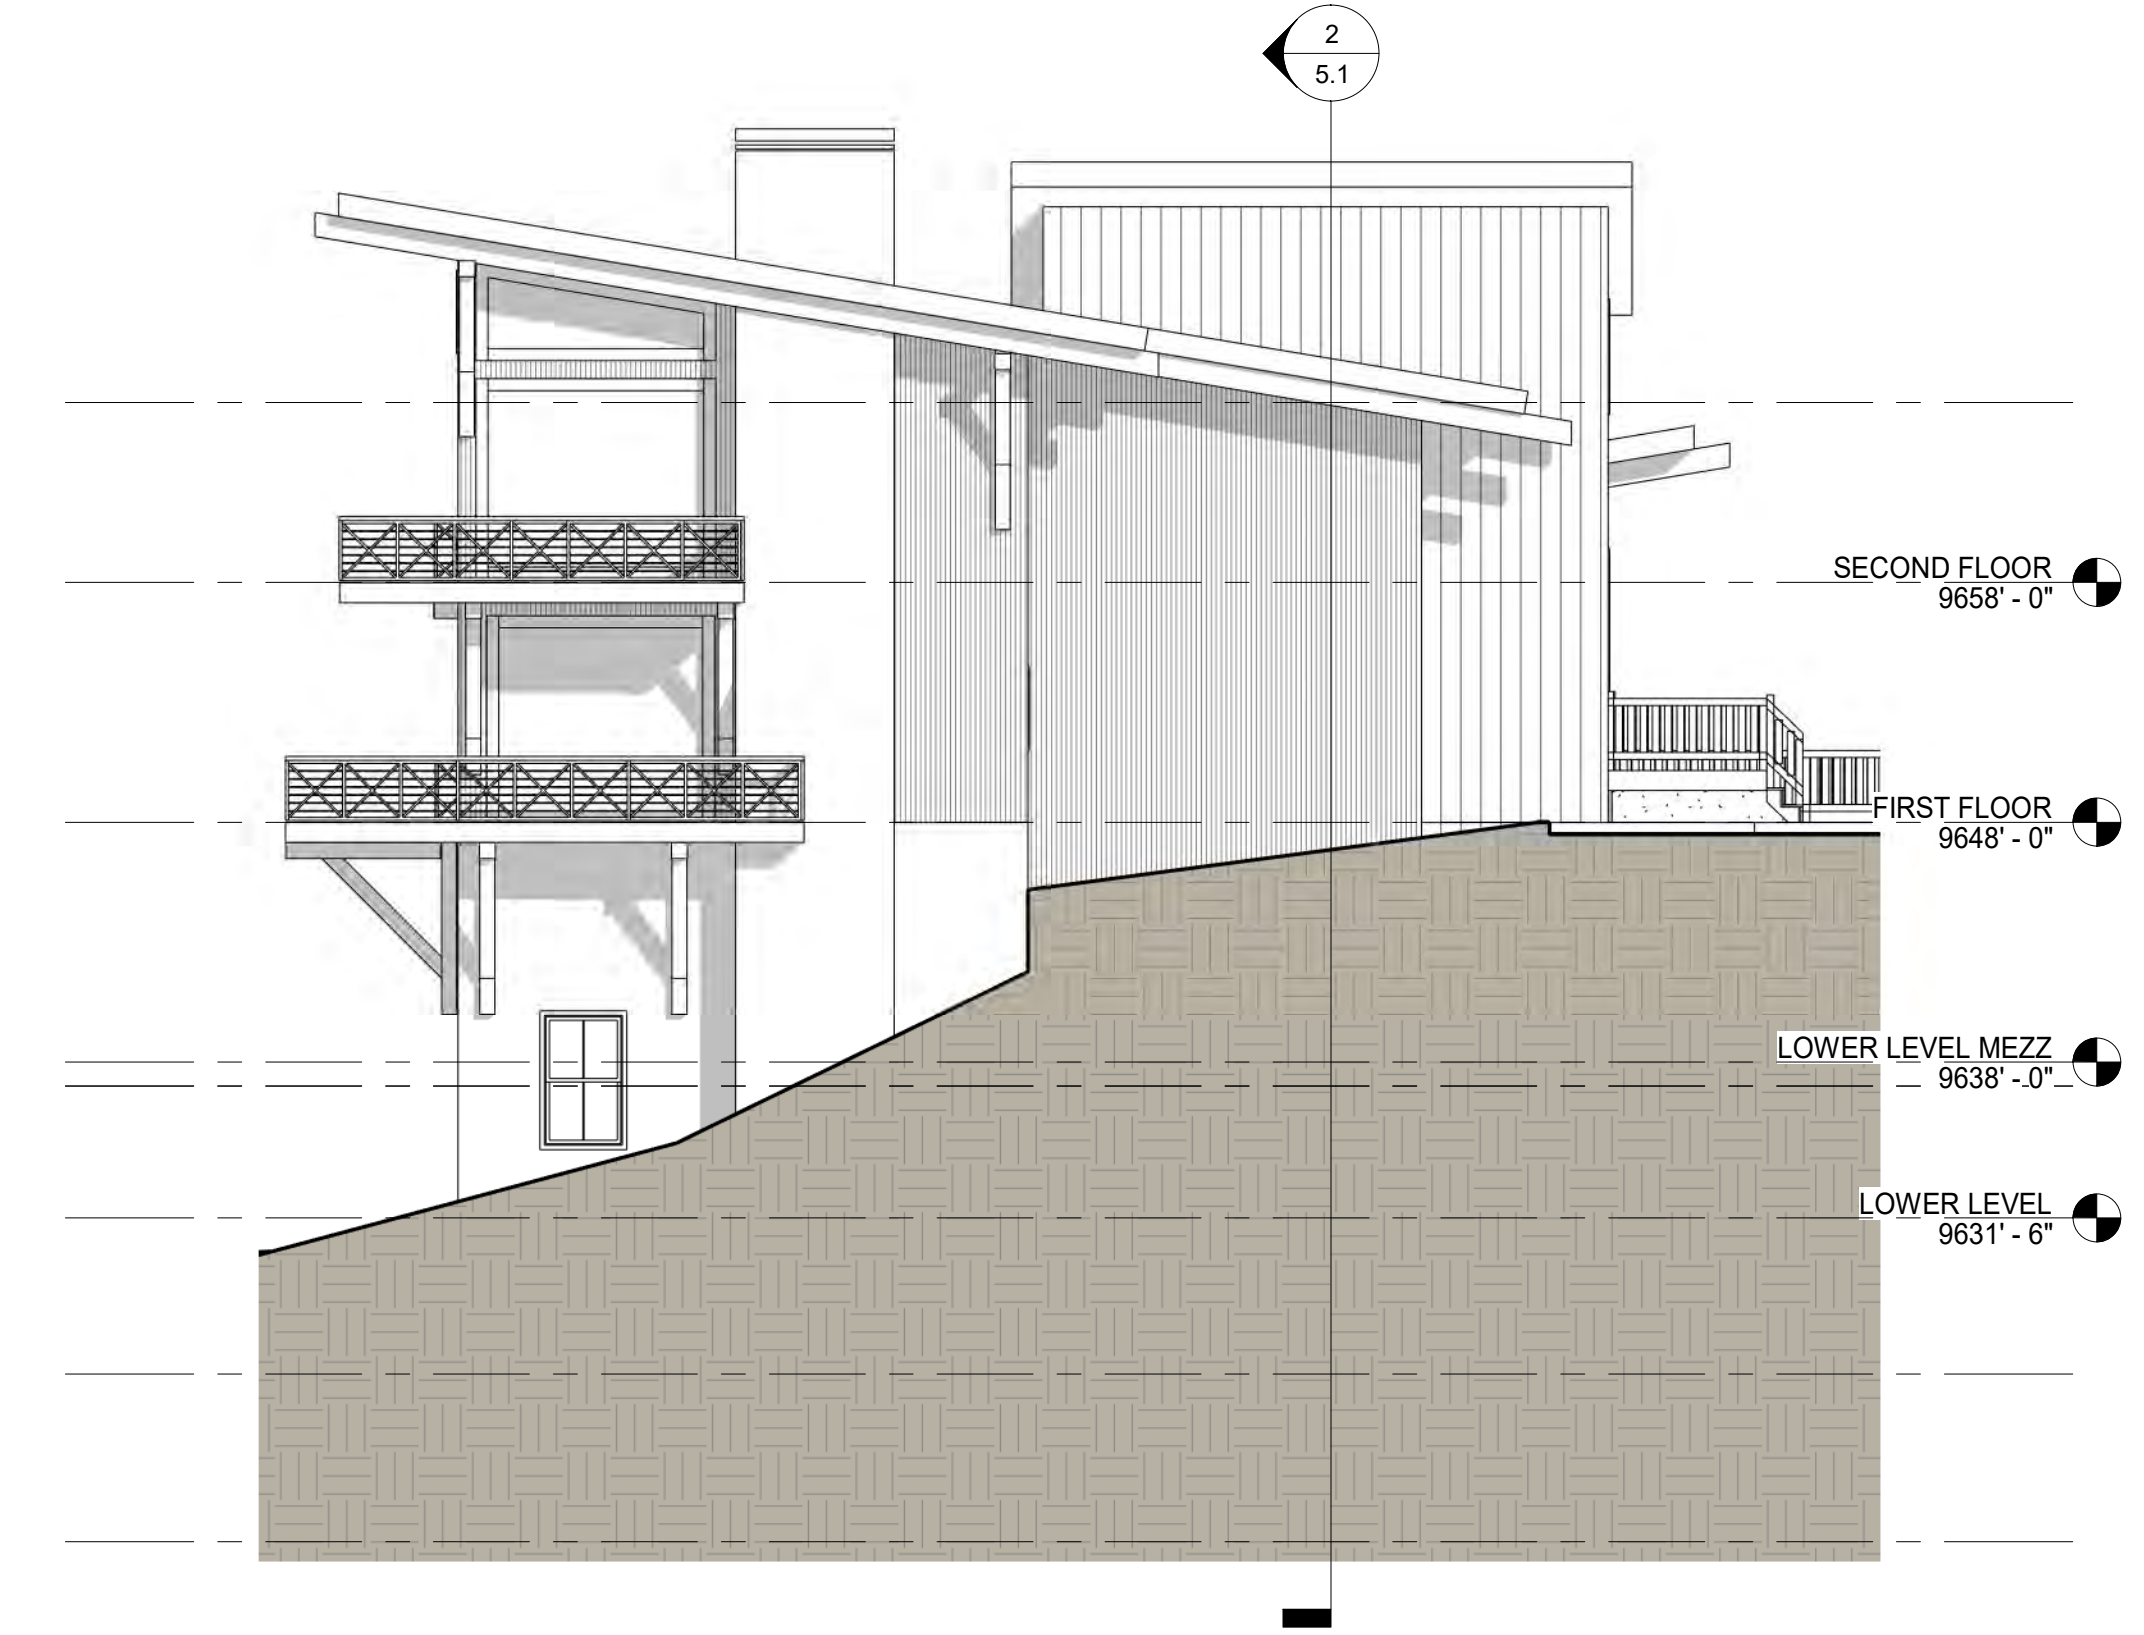 2
5.1
SECOND FLOOR
9658' - 0"
FIRST FLOOR
9648' - 0"
LOWER LEVEL MEZZ
9638' - 0"
LOWER LEVEL
9631' - 6"